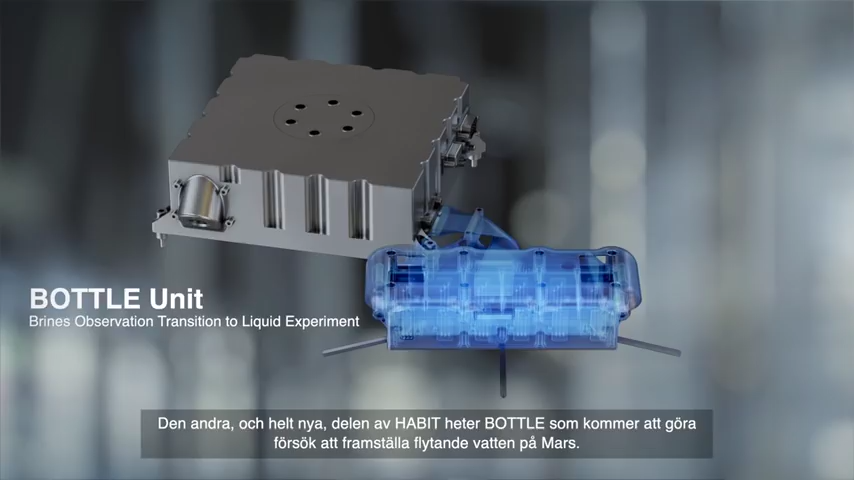 BOTTLE Unit
Brines Observation Transition to Liquid Experiment
Den andra, och helt nya, delen av HABIT heter BOTTLE som kommer att göra
försök att framställa flytande vatten på Mars.